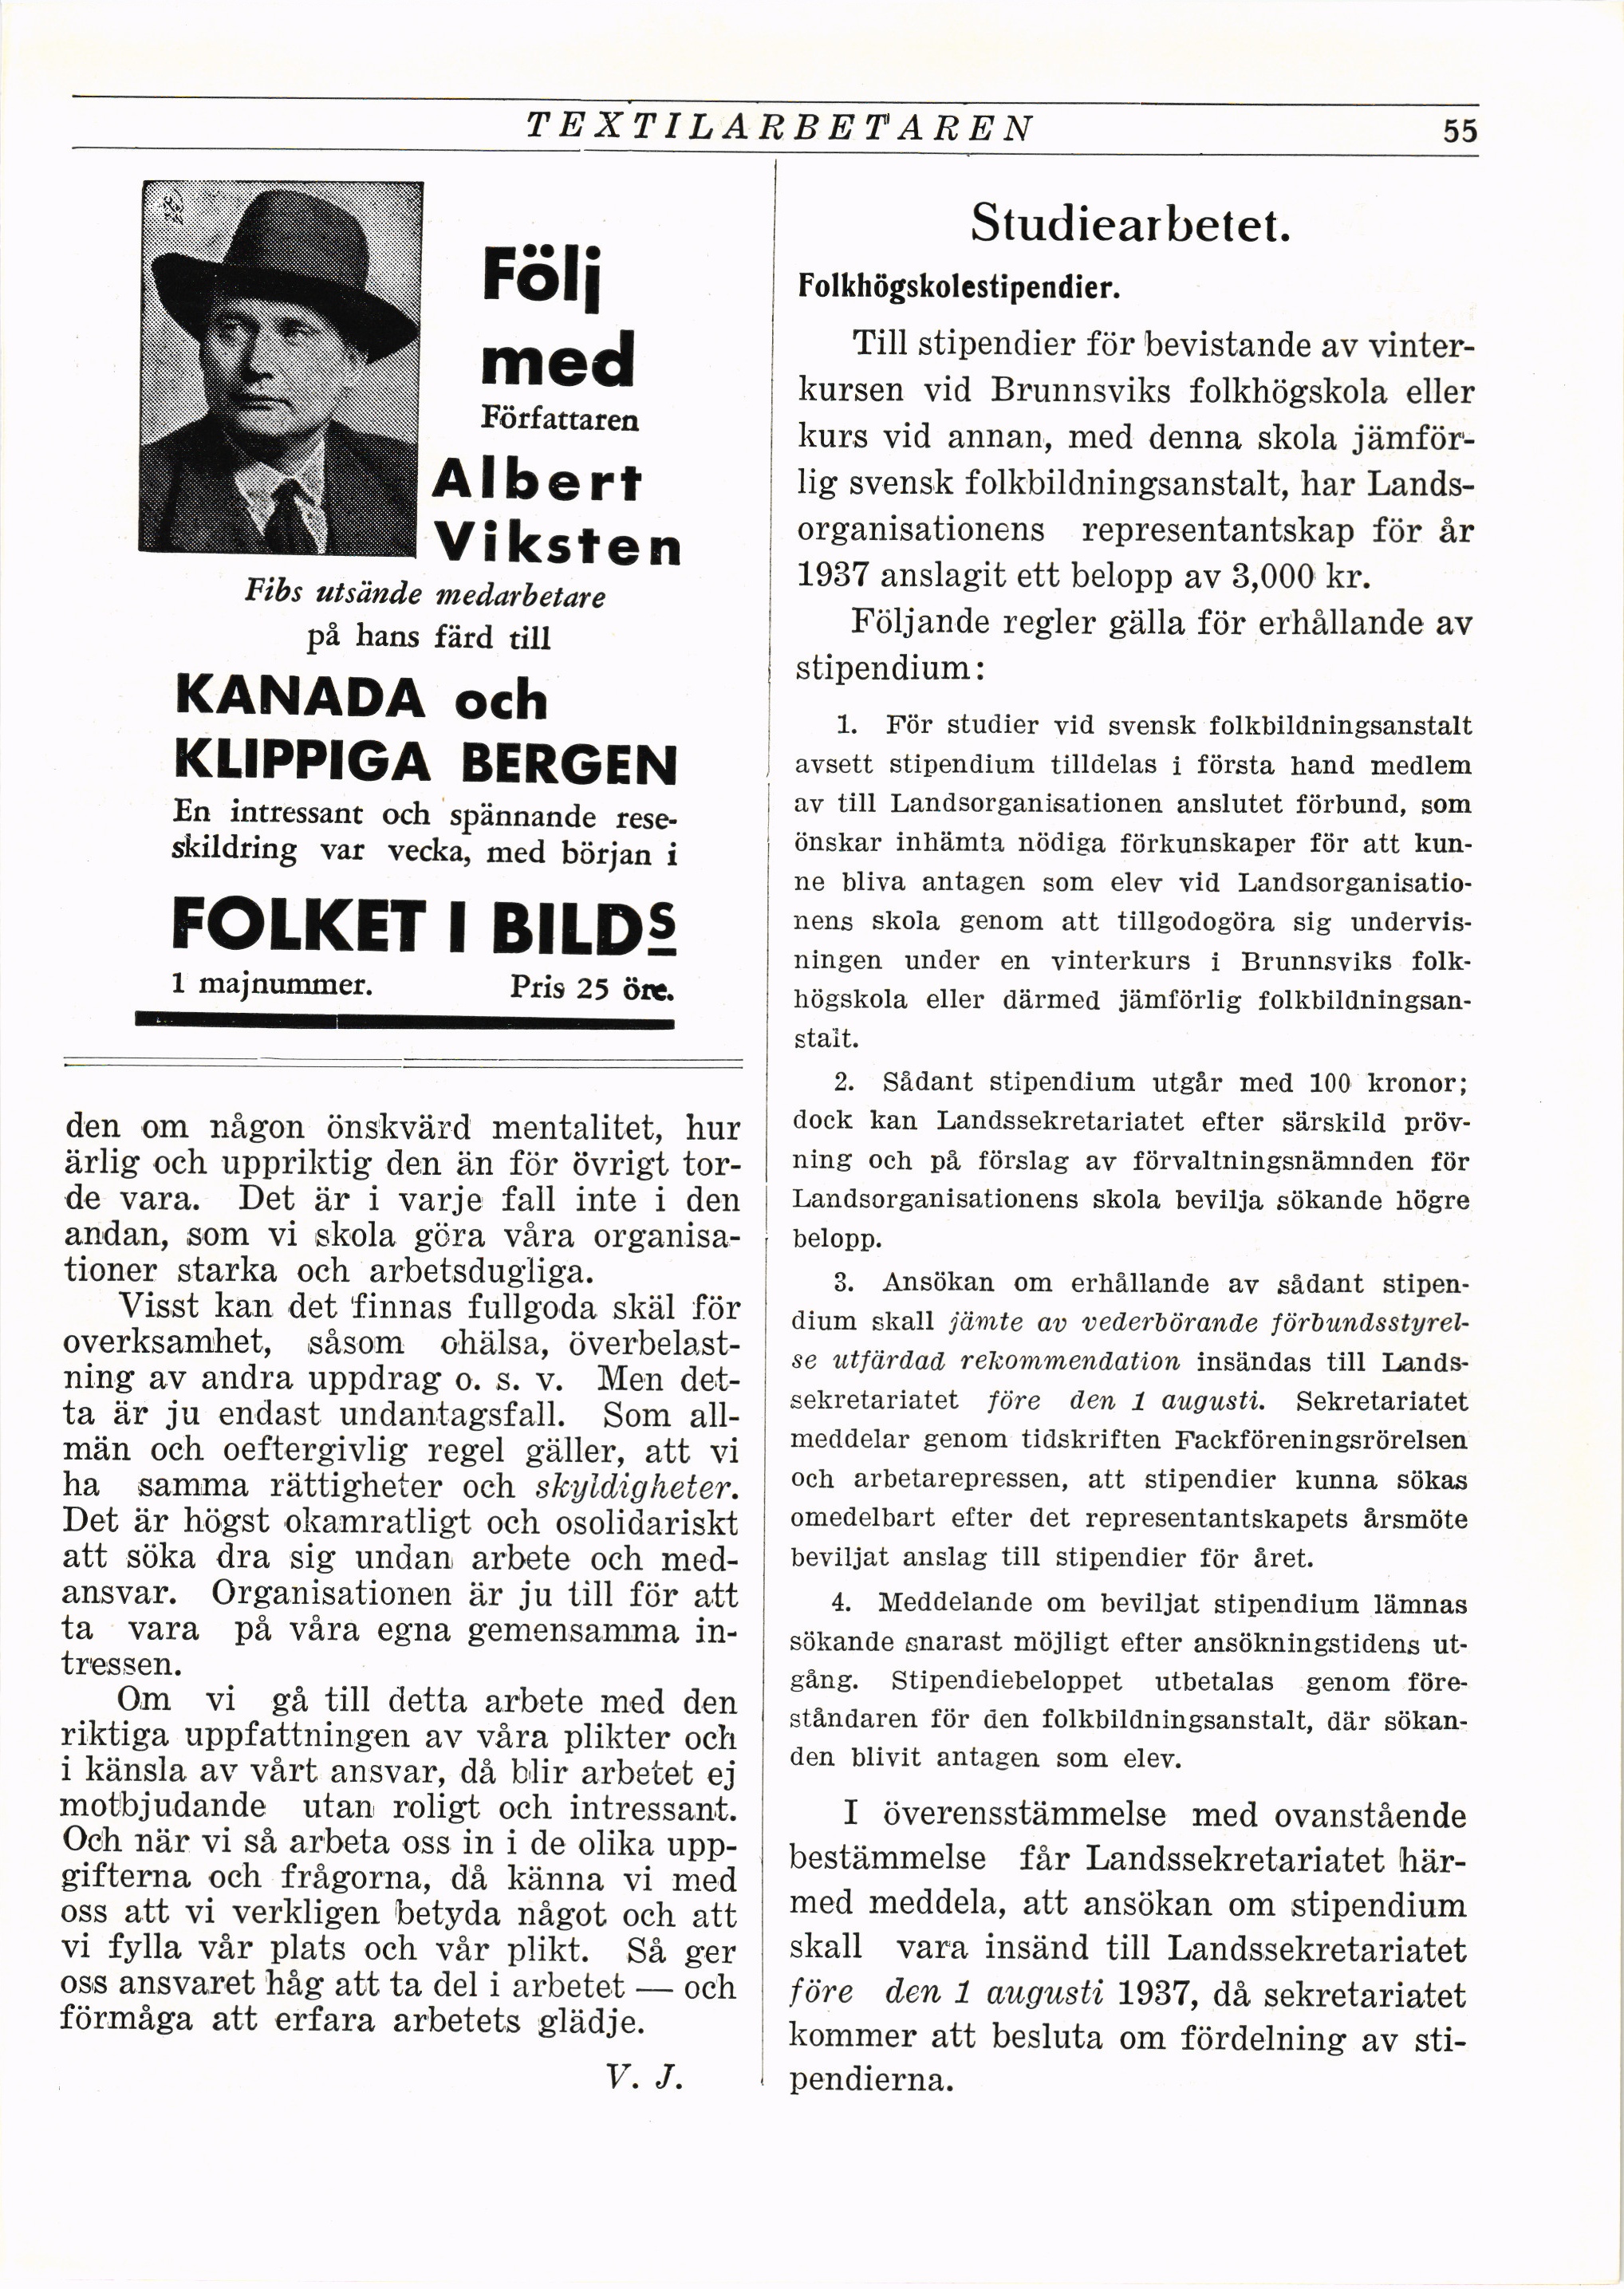 TEXTILARBETAREN 55
Följ
med
Författaren
Albert
Viksten
Fibs utsände medarbetare
på hans färd till
KANADA och
KLIPPIGA BERGEN
En intressant och spännande rese-
skildring var vecka, med början i
FOLKET I BILDS
1 majnummer. Pris 25 öre.
den om någon önskvärd mentalitet, hur
ärlig och uppriktig den än för övrigt tor-
de vara. Det är i varje fall inte i den
andan, som vi skola göra våra organisa-
tioner starka och arbetsdugliga.
Visst kan det finnas fullgoda skäl för
overksamhet, såsom ohälsa, överbelast-
ning av andra uppdrag o. s. v. Men det-
ta är ju endast undantagsfall. Som all-
män och oeftergivlig regel gäller, att vi
ha samma rättigheter och skyldigheter.
Det är högst okamratligt och osolidariskt
att söka dra sig undan arbete och med-
ansvar. Organisationen är ju till för att
ta vara på våra egna gemensamma in-
tressen.
Om vi gå till detta arbete med den
riktiga uppfattningen av våra plikter och
i känsla av vårt ansvar, då blir arbetet ej
motbjudande utan roligt och intressant.
Och när vi så arbeta oss in i de olika upp-
gifterna och frågorna, då känna vi med
oss att vi verkligen betyda något och att
vi fylla vår plats och vår plikt. Så ger
oss ansvaret håg att ta del i arbetet — och
förmåga att erfara arbetets glädje.
V. J.
Studiearbetet.
Folkhögskolestipendier.
Till stipendier för bevistande av vinter-
kursen vid Brunnsviks folkhögskola eller
kurs vid annan, med denna skola jämför-
lig svensk folkbildningsanstalt, har Lands-
organisationens representantskap för år
1937 anslagit ett belopp av 3,000 kr.
Följande regler gälla för erhållande av
stipendium:
1. För studier vid svensk folkbildningsanstalt
avsett stipendium tilldelas i första hand medlem
av till Landsorganisationen anslutet förbund, som
önskar inhämta nödiga förkunskaper för att kun-
ne bliva antagen som elev vid Landsorganisatio-
nens skola genom att tillgodogöra sig undervis-
ningen under en vinterkurs i Brunnsviks folk-
högskola eller därmed jämförlig folkbildningsan-
stalt.
2. Sådant stipendium utgår med 100 kronor;
dock kan Landssekretariatet efter särskild pröv-
ning och på förslag av förvaltningsnämnden för
Landsorganisationens skola bevilja sökande högre
belopp.
3. Ansökan om erhållande av sådant stipen-
dium skall jämte av vederbörande förbundsstyrel-
se utfärdad rekommendation insändas till Lands-
sekretariatet före den 1 augusti. Sekretariatet
meddelar genom tidskriften Fackföreningsrörelsen
och arbetarepressen, att stipendier kunna sökas
omedelbart efter det representantskapets årsmöte
beviljat anslag till stipendier för året.
4. Meddelande om beviljat stipendium lämnas
sökande snarast möjligt efter ansökningstidens ut-
gång. Stipendiebeloppet utbetalas genom före-
ståndaren för den folkbildningsanstalt, där sökan-
den blivit antagen som elev.
I överensstämmelse med ovanstående
bestämmelse får Landssekretariatet här-
med meddela, att ansökan om stipendium
skall vara insänd till Landssekretariatet
före den 1 augusti 1937, då sekretariatet
kommer att besluta om fördelning av sti-
pendierna.